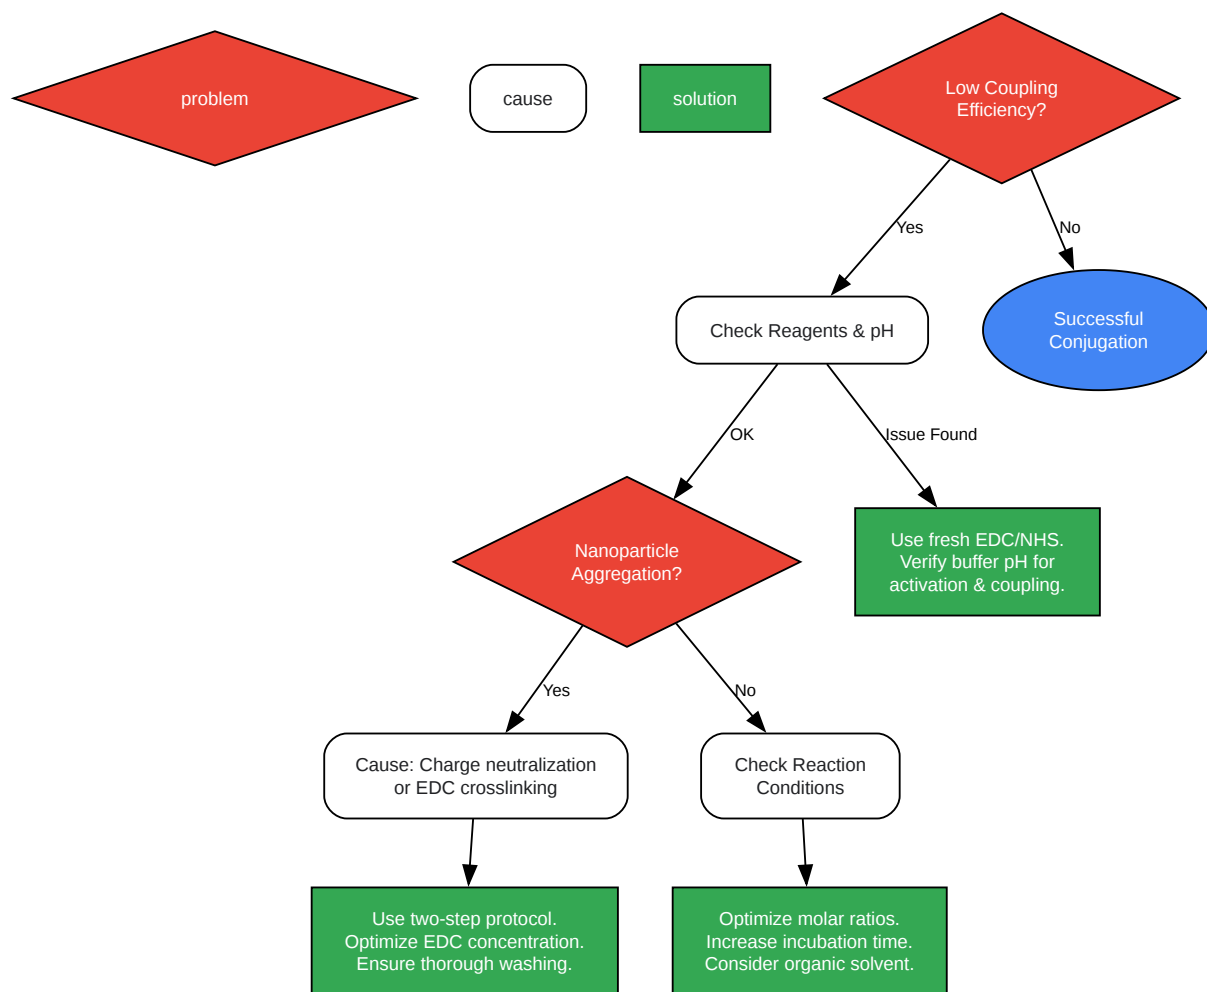 problem
cause
solution
Low Coupling
Efficiency?
Yes
No
Check Reagents & pH
Successful
Conjugation
OK
Issue Found
Nanoparticle
Aggregation?
Use fresh EDC/NHS.
Verify buffer pH for
activation & coupling.
Yes
No
Cause: Charge neutralization
or EDC crosslinking
Check Reaction
Conditions
Use two-step protocol.
Optimize EDC concentration.
Ensure thorough washing.
Optimize molar ratios.
Increase incubation time.
Consider organic solvent.